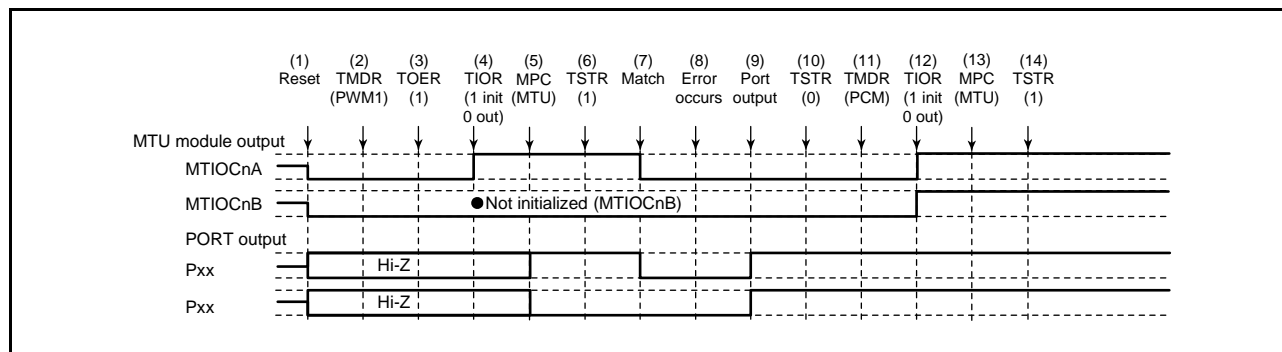 (1) (2) (3) (4) (5) (6) (7) (8) (9) (10) (11) (12) (13) (14)
Reset TMDR TOER TIOR MPC TSTR Match Error Port TSTR TMDR TIOR MPC TSTR
(PWM1) (1) (1 init (MTU) (1) occurs output (0) (PCM) (1 init (MTU) (1)
0 out) 0 out)
MTU module output
MTIOCnA
MTIOCnB ●Not initialized (MTIOCnB)
PORT output
Pxx Hi-Z
Pxx Hi-Z